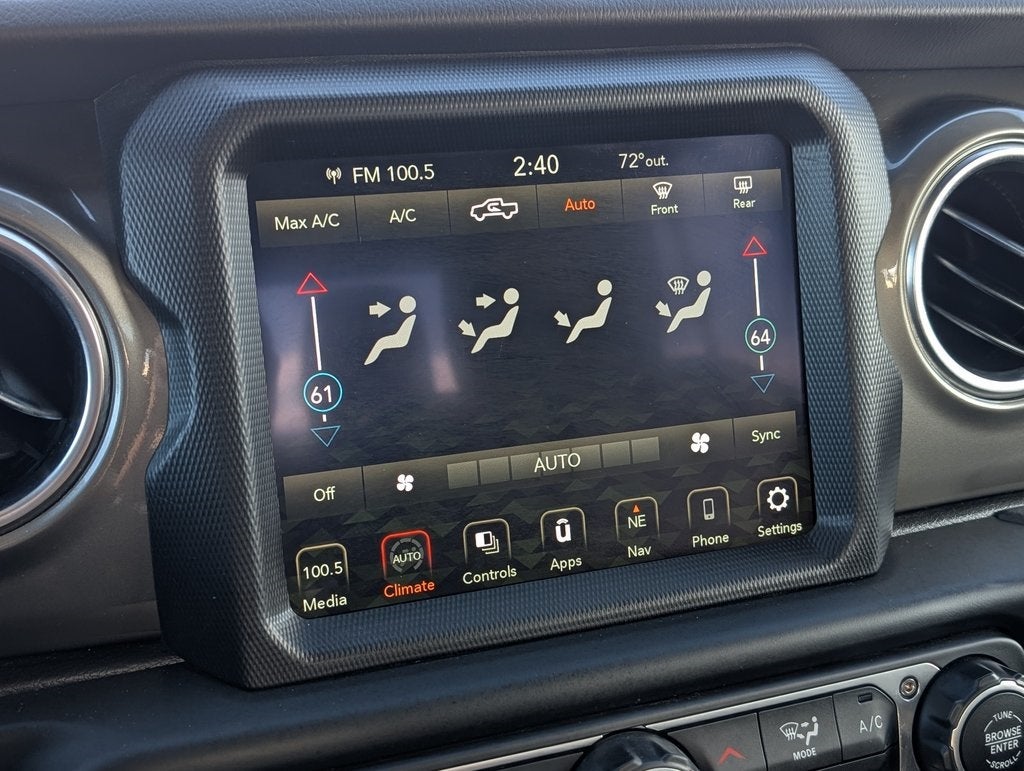 FM 100.5 2:40 72° out.
Max A/C A/C Auto Front Rear
61 64
Off AUTO Sync
100.5 AUTO NE
Media Climate Controls Apps Nav Phone Settings
MODE A/C
TUNE
BROWSE
ENTER
SCROLL